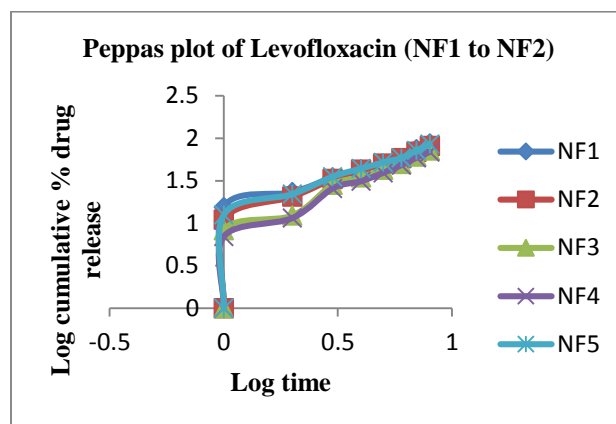 Peppas plot of Levofloxacin (NF1 to NF2)
Log cumulative % drug
release
2.5
2
1.5
1
0.5
0
-0.5
0
0.5
1
Log time
NF1
NF2
NF3
NF4
NF5